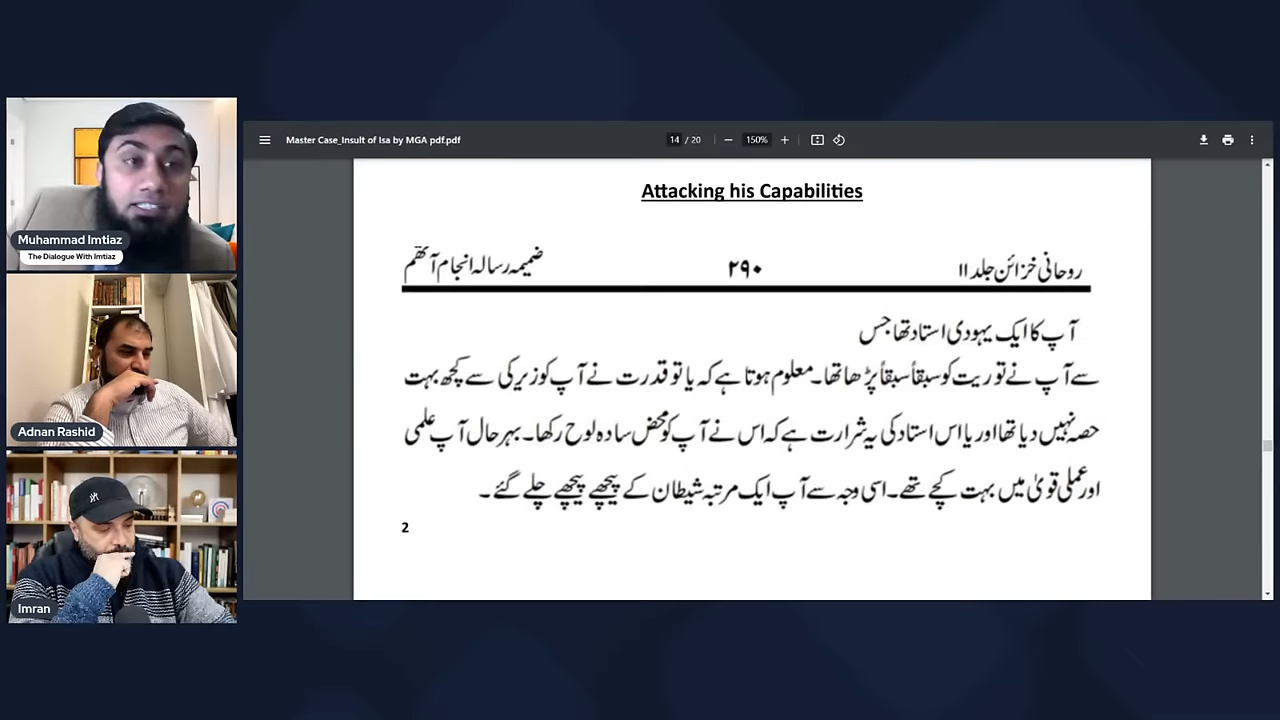 Master Case_Insult of Isa by MGA pdf.pdf
14 / 20
150%
Attacking his Capabilities
روحانی خزائن جلد ۱۱ ۲۹۰ ضمیمہ رسالہ انجام آتھم
آپ کا ایک یہودی استاد تھا جس
سے آپ نے توریت کو سبقاً سبقاً پڑھا تھا۔ معلوم ہوتا ہے کہ یا تو قدرت نے آپ کو زیرکی سے کچھ بہت
حصہ نہیں دیا تھا اور یا اس استاد کی یہ شرارت ہے کہ اس نے آپ کو محض سادہ لوح رکھا۔ بہرحال آپ علمی
اور عملی قویٰ میں بہت کچے تھے۔ اسی وجہ سے آپ ایک مرتبہ شیطان کے پیچھے پیچھے چلے گئے۔
2
Muhammad Imtiaz
The Dialogue With Imtiaz
Adnan Rashid
Imran